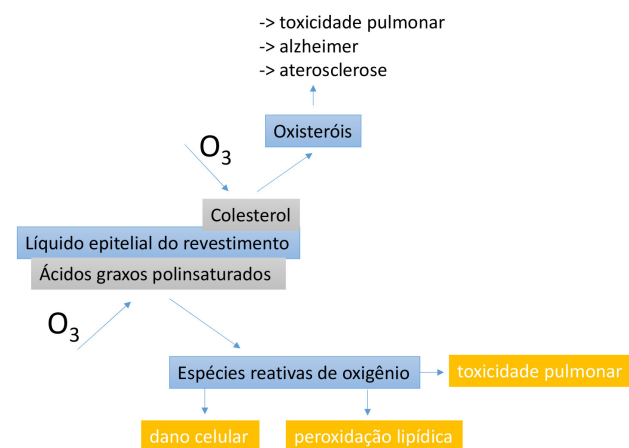 -> toxicidade pulmonar
-> alzheimer
-> aterosclerose
Oxisteróis
O3
Colesterol
Líquido epitelial do revestimento
Ácidos graxos polinsaturados
O3
Espécies reativas de oxigênio
toxicidade pulmonar
dano celular
peroxidação lipídica